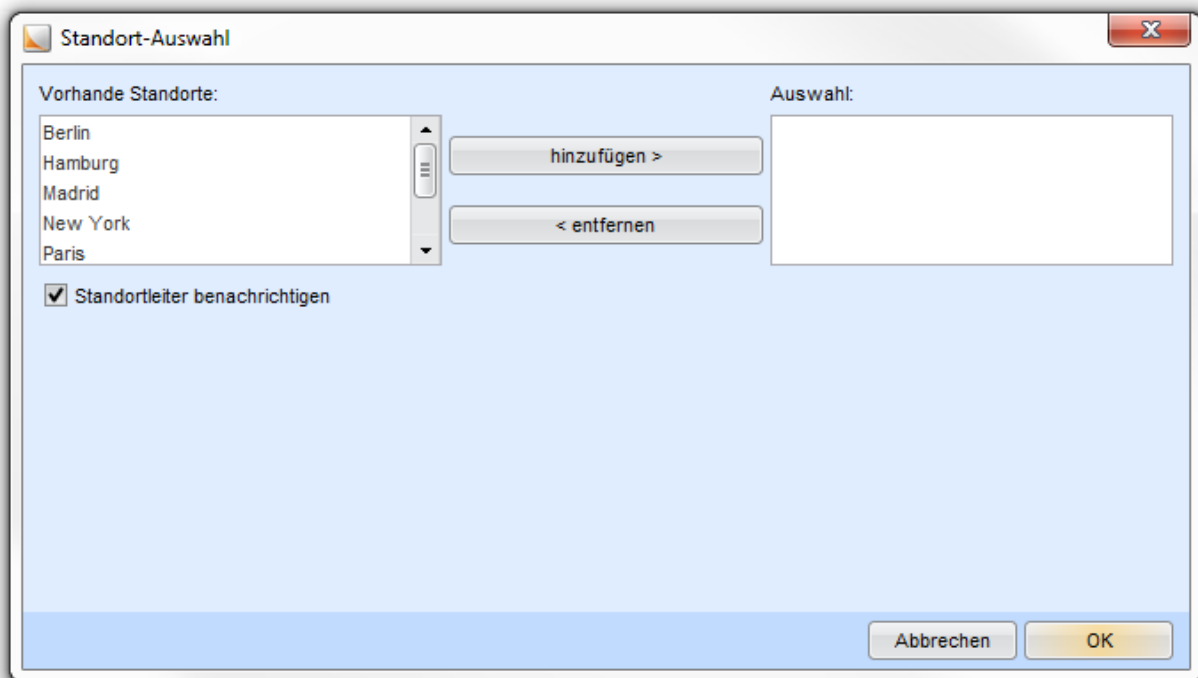 Standort-Auswahl
Vorhande Standorte:
Auswahl:
Berlin
Hamburg
Madrid
New York
Paris
hinzufügen >
< entfernen
Standortleiter benachrichtigen
Abbrechen
OK